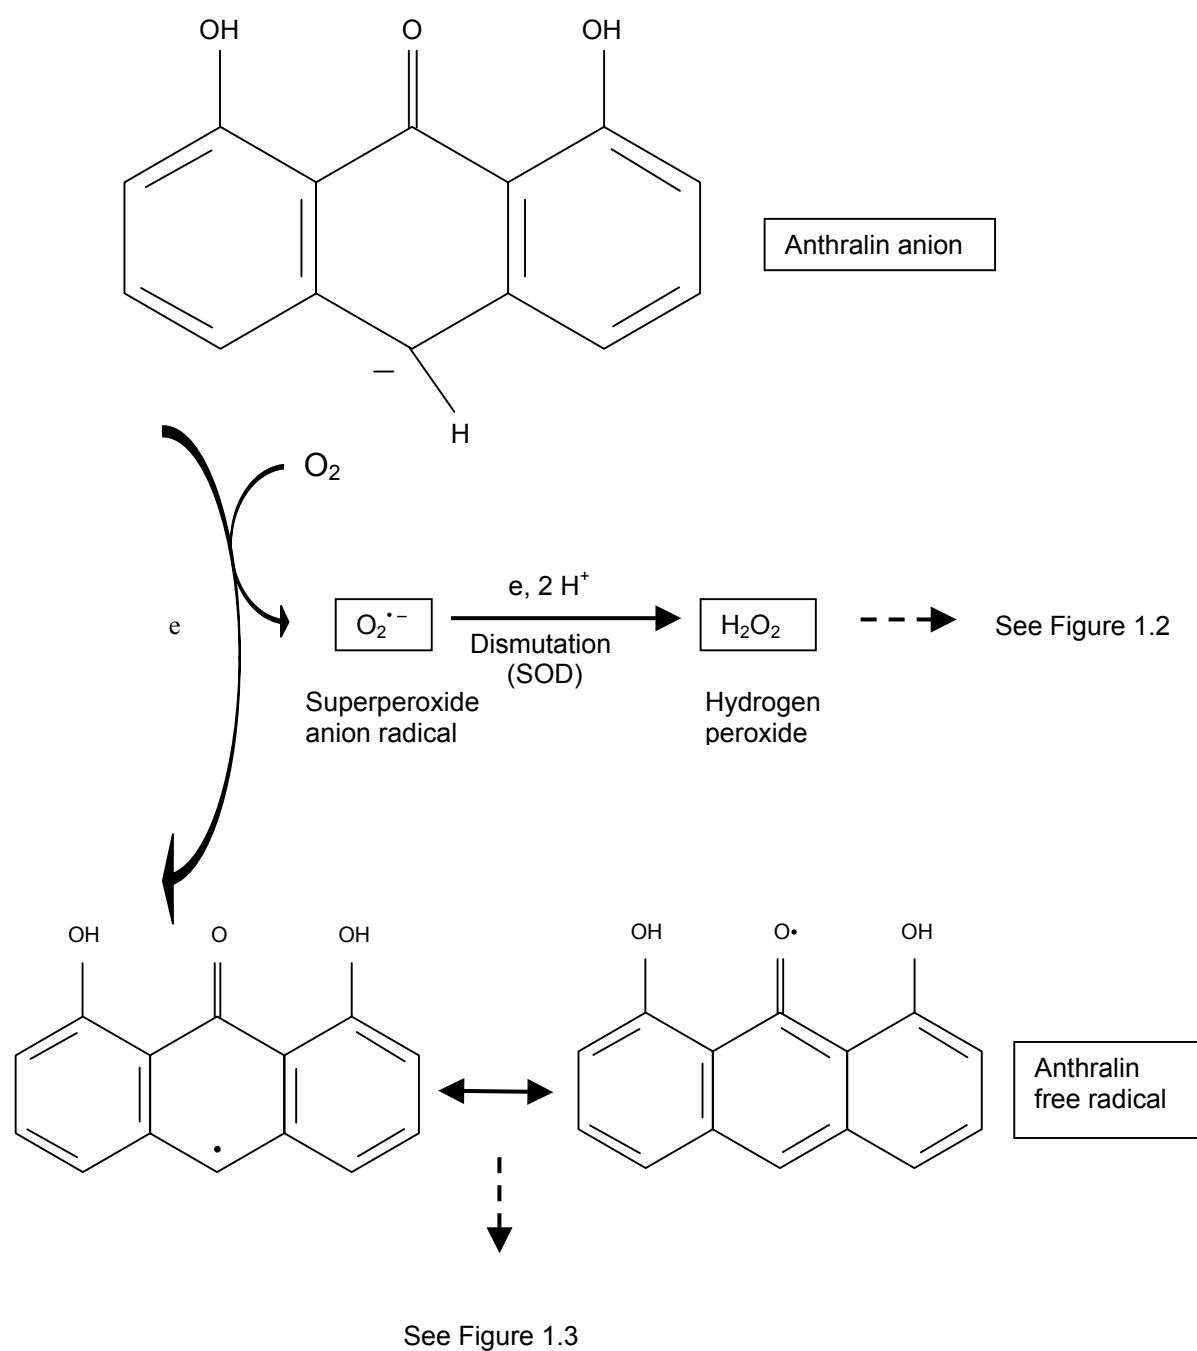 OH O OH
Anthralin anion
–
H
O₂
e, 2 H⁺
e O₂•⁻ H₂O₂ See Figure 1.2
Dismutation
(SOD)
Superperoxide
anion radical
Hydrogen
peroxide
OH O OH OH O• OH
Anthralin
free radical
•
See Figure 1.3